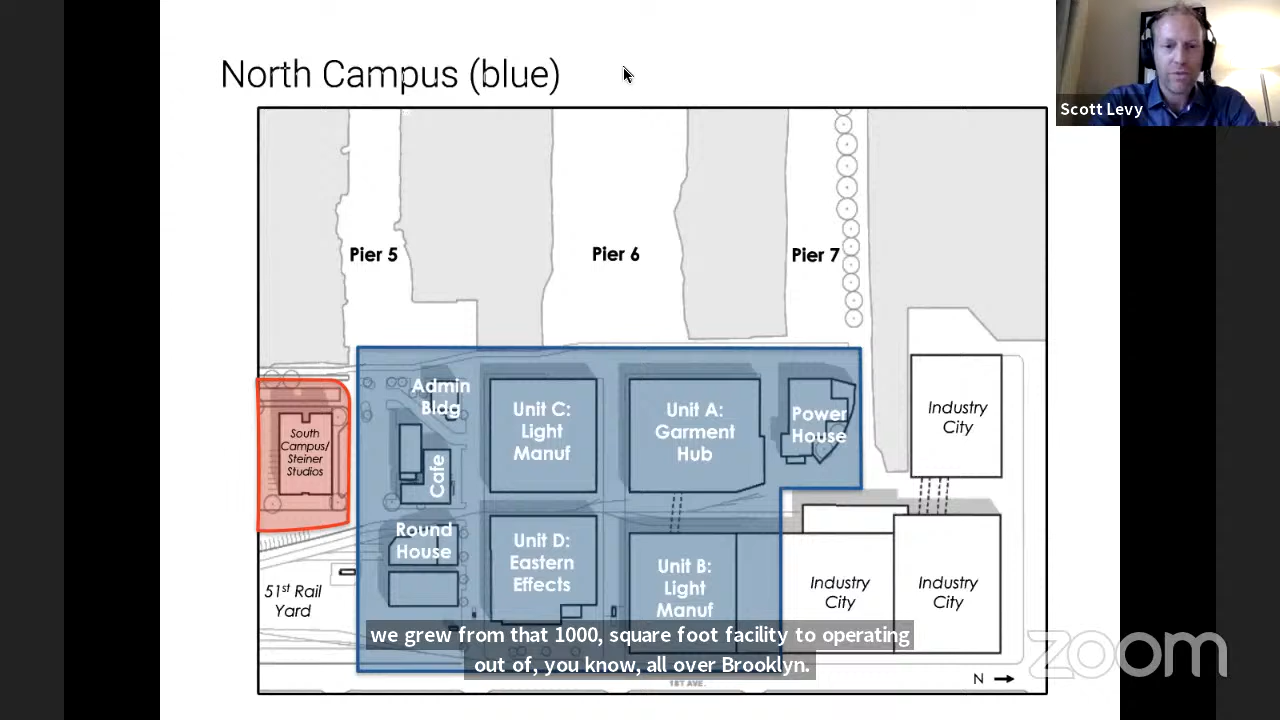 North Campus (blue)
Scott Levy
Pier 5
Pier 6
Pier 7
Admin
Bldg
Unit C:
Light
Manuf
Unit A:
Garment
Hub
Power
House
Industry
City
South
Campus/
Steiner
Studios
Cafe
Round
House
Unit D:
Eastern
Effects
Unit B:
Light
Manuf
Industry
City
Industry
City
51st Rail
Yard
we grew from that 1000, square foot facility to operating
out of, you know, all over Brooklyn.
1ST AVE.
N
zoom